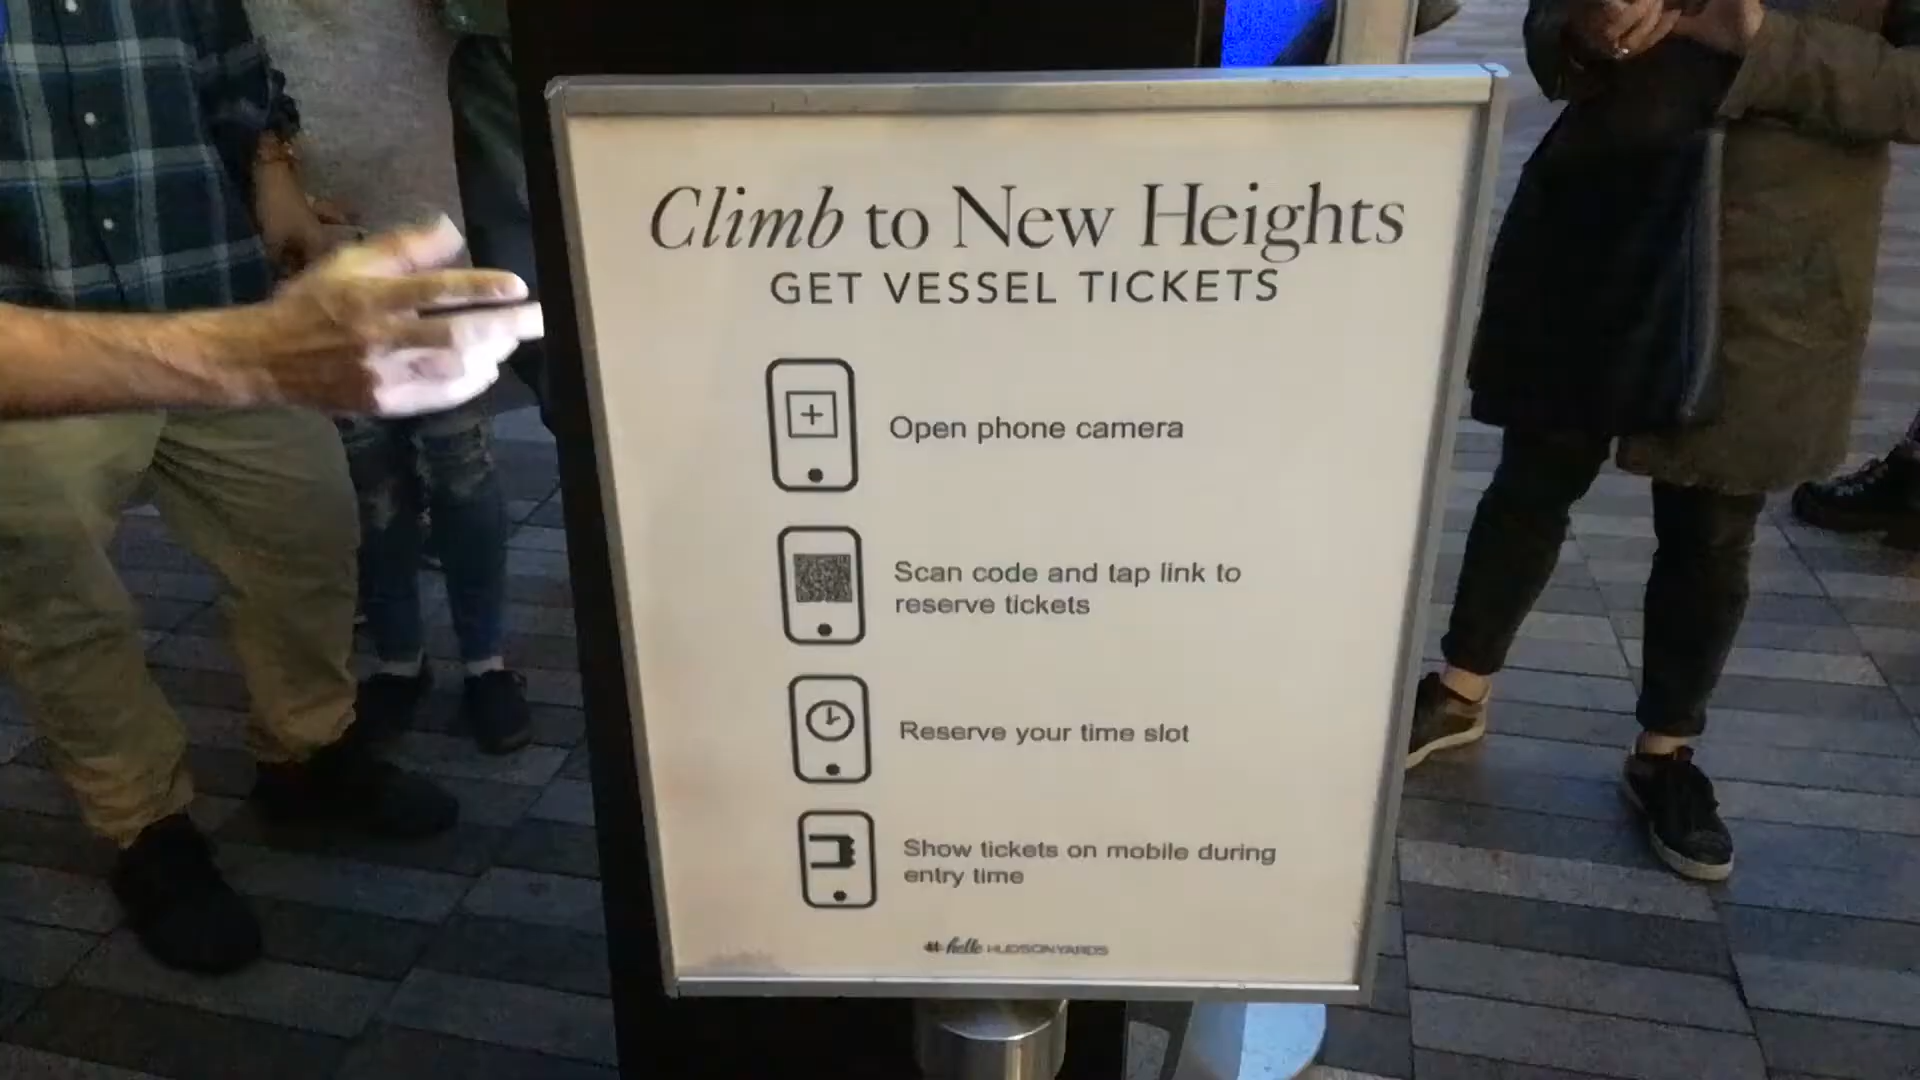 Climb to New Heights
GET VESSEL TICKETS
Open phone camera
Scan code and tap link to
reserve tickets
Reserve your time slot
Show tickets on mobile during
entry time
#hello HUDSON YARDS